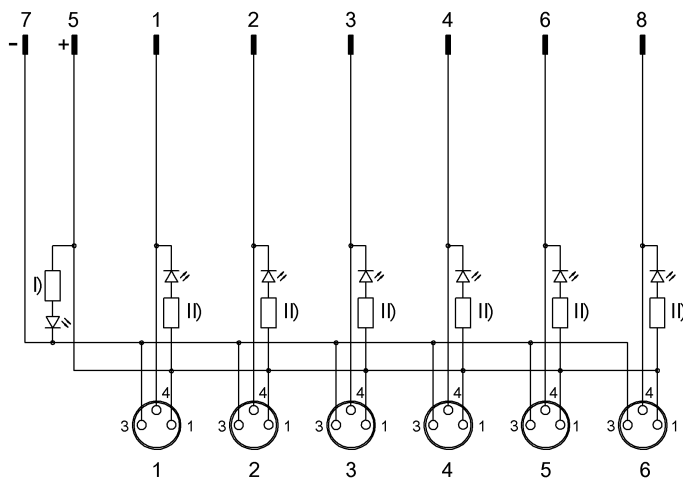 7 5 1 2 3 4 6 8
- +
I) II) II) II) II) II) II)
4 4 4 4 4 4
3 1 3 1 3 1 3 1 3 1 3 1
1 2 3 4 5 6